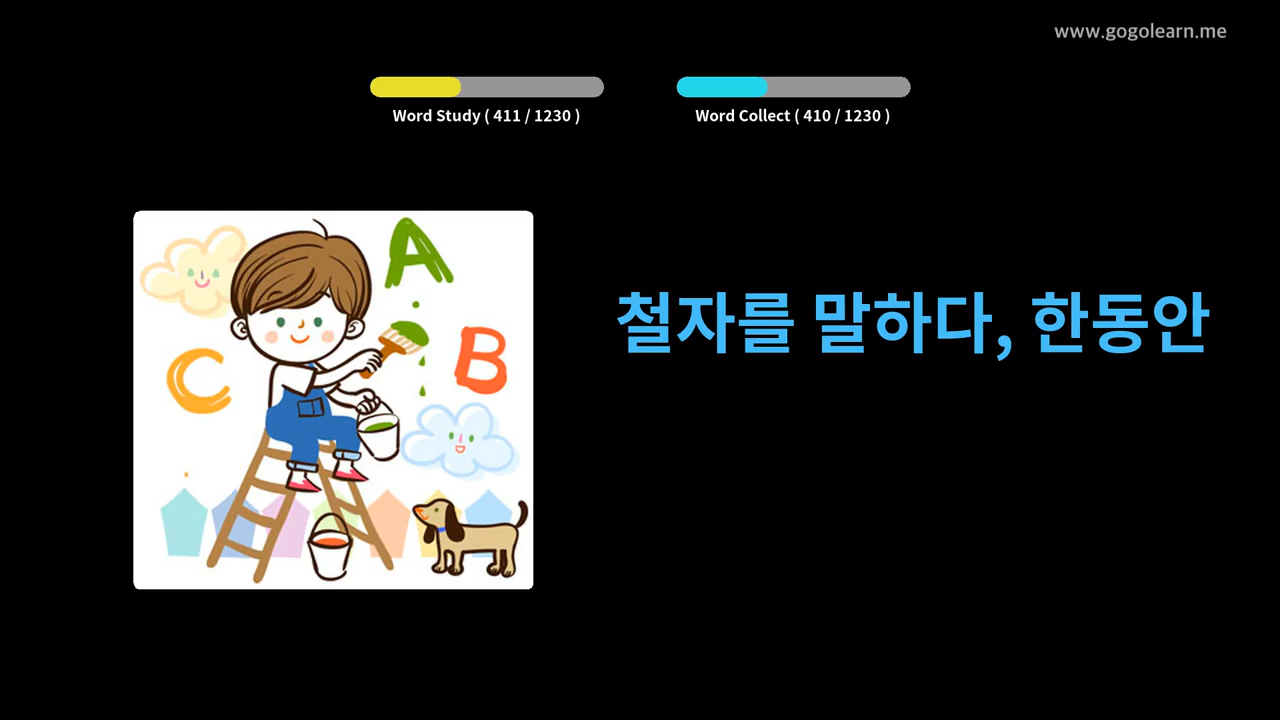 www.gogolearn.me
Word Study ( 411 / 1230 )
Word Collect ( 410 / 1230 )
A
B
C
철자를 말하다, 한동안